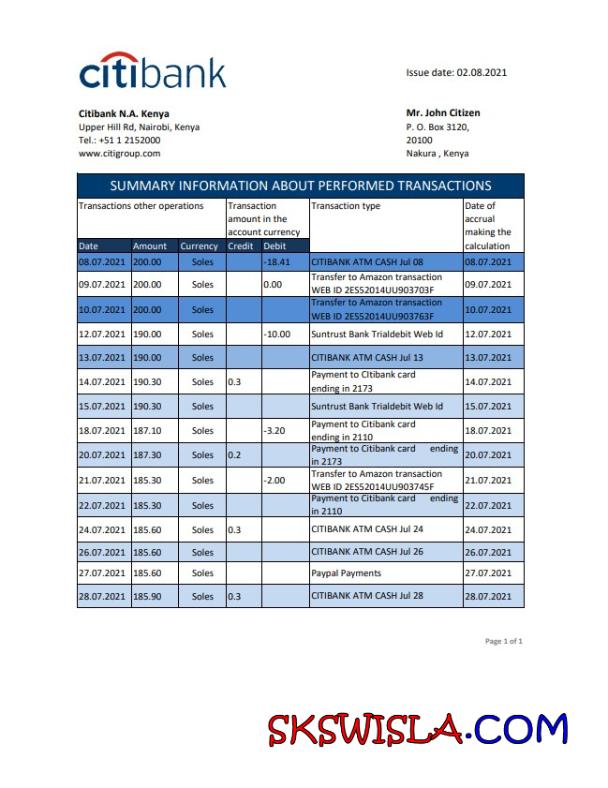 citibank
Issue date: 02.08.2021
Citibank N.A. Kenya
Upper Hill Rd, Nairobi, Kenya
Tel.: +51 1 2152000
www.citigroup.com
Mr. John Citizen
P. O. Box 3120,
20100
Nakura , Kenya
SUMMARY INFORMATION ABOUT PERFORMED TRANSACTIONS
Transactions other operations
Transaction
amount in the
account currency
Transaction type
Date of
accrual
making the
calculation
Date Amount Currency Credit Debit
08.07.2021 200.00 Soles -18.41 CITIBANK ATM CASH Jul 08 08.07.2021
09.07.2021 200.00 Soles 0.00 Transfer to Amazon transaction 09.07.2021
WEB ID 2ES52014UU903703F
10.07.2021 200.00 Soles Transfer to Amazon transaction 10.07.2021
WEB ID 2ES52014UU903763F
12.07.2021 190.00 Soles -10.00 Suntrust Bank Trialdebit Web Id 12.07.2021
13.07.2021 190.00 Soles CITIBANK ATM CASH Jul 13 13.07.2021
14.07.2021 190.30 Soles 0.3 Payment to CItibank card 14.07.2021
ending in 2173
15.07.2021 190.30 Soles Suntrust Bank Trialdebit Web Id 15.07.2021
18.07.2021 187.10 Soles -3.20 Payment to Citibank card 18.07.2021
ending in 2110
20.07.2021 187.30 Soles 0.2 Payment to Citibank card ending 20.07.2021
in 2173
21.07.2021 185.30 Soles -2.00 Transfer to Amazon transaction 21.07.2021
WEB ID 2ES52014UU903745F
22.07.2021 185.30 Soles Payment to Citibank card ending 22.07.2021
in 2110
24.07.2021 185.60 Soles 0.3 CITIBANK ATM CASH Jul 24 24.07.2021
26.07.2021 185.60 Soles CITIBANK ATM CASH Jul 26 26.07.2021
27.07.2021 185.60 Soles Paypal Payments 27.07.2021
28.07.2021 185.90 Soles 0.3 CITIBANK ATM CASH Jul 28 28.07.2021
Page 1 of 1
SKSWISLA.COM